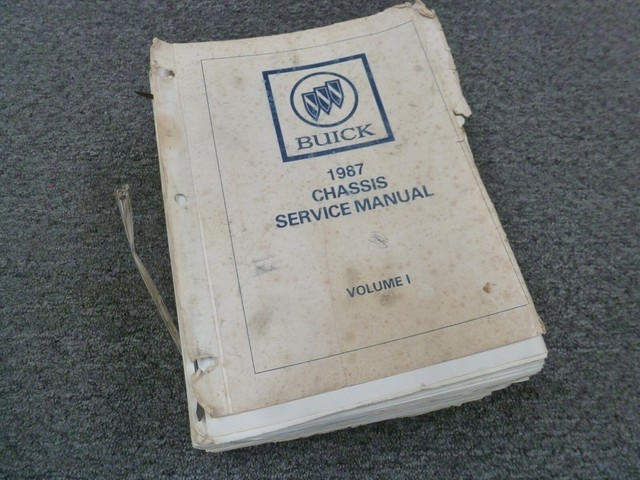 BUICK
1987
CHASSIS
SERVICE MANUAL
VOLUME I